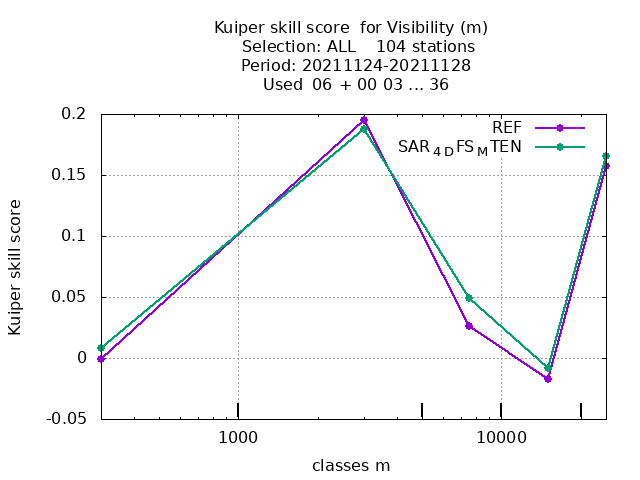 Kuiper skill score  for Visibility (m)
Selection: ALL    104 stations
Period: 20211124-20211128
Used  06 + 00 03 ... 36
REF
SAR4DFSMTEN
0.2
0.15
0.1
0.05
0
-0.05
Kuiper skill score
1000 10000
classes m